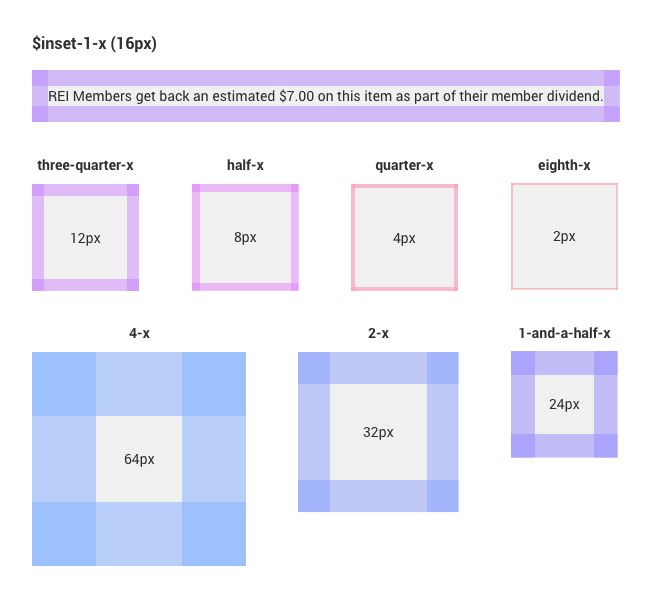 $inset-1-x (16px)
REI Members get back an estimated $7.00 on this item as part of their member dividend.
three-quarter-x
half-x
quarter-x
eighth-x
12px
8px
4px
2px
4-x
2-x
1-and-a-half-x
64px
32px
24px